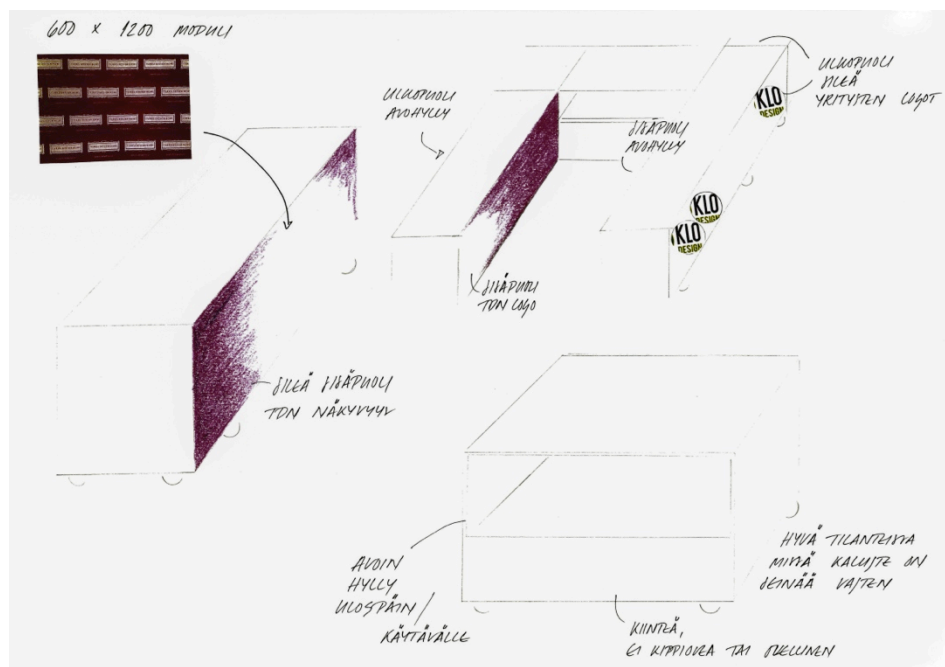 600 x 1200 MODULI
ULKOPUOLI
AVOHYLLY
SISÄPUOLI
AVOHYLLY
ULKOPUOLI
SILEÄ
YRITYSTEN LOGOT
KLO
DESIGN
KLO
DESIGN
KLO
DESIGN
SISÄPUOLI
TON LOGO
SILEÄ SISÄPUOLI
TON NÄKYVYYS
AVOIN
HYLLY
ULOSPÄIN
KÄYTÄVÄLLE
KIINTEÄ,
EI KIPPIOVEA TAI SELLINEN
HYVÄ TILANTEISSA
MISSÄ KALUSTE ON
SEINÄÄ VASTEN